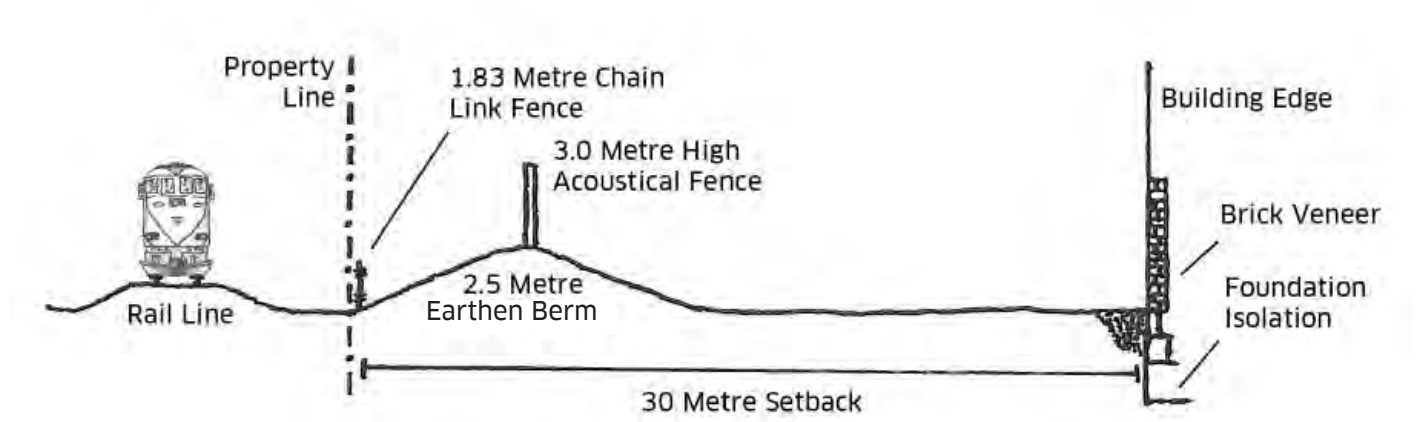 Property
Line
1.83 Metre Chain
Link Fence
3.0 Metre High
Acoustical Fence
Building Edge
Brick Veneer
Foundation
Isolation
2.5 Metre
Earthen Berm
Rail Line
30 Metre Setback